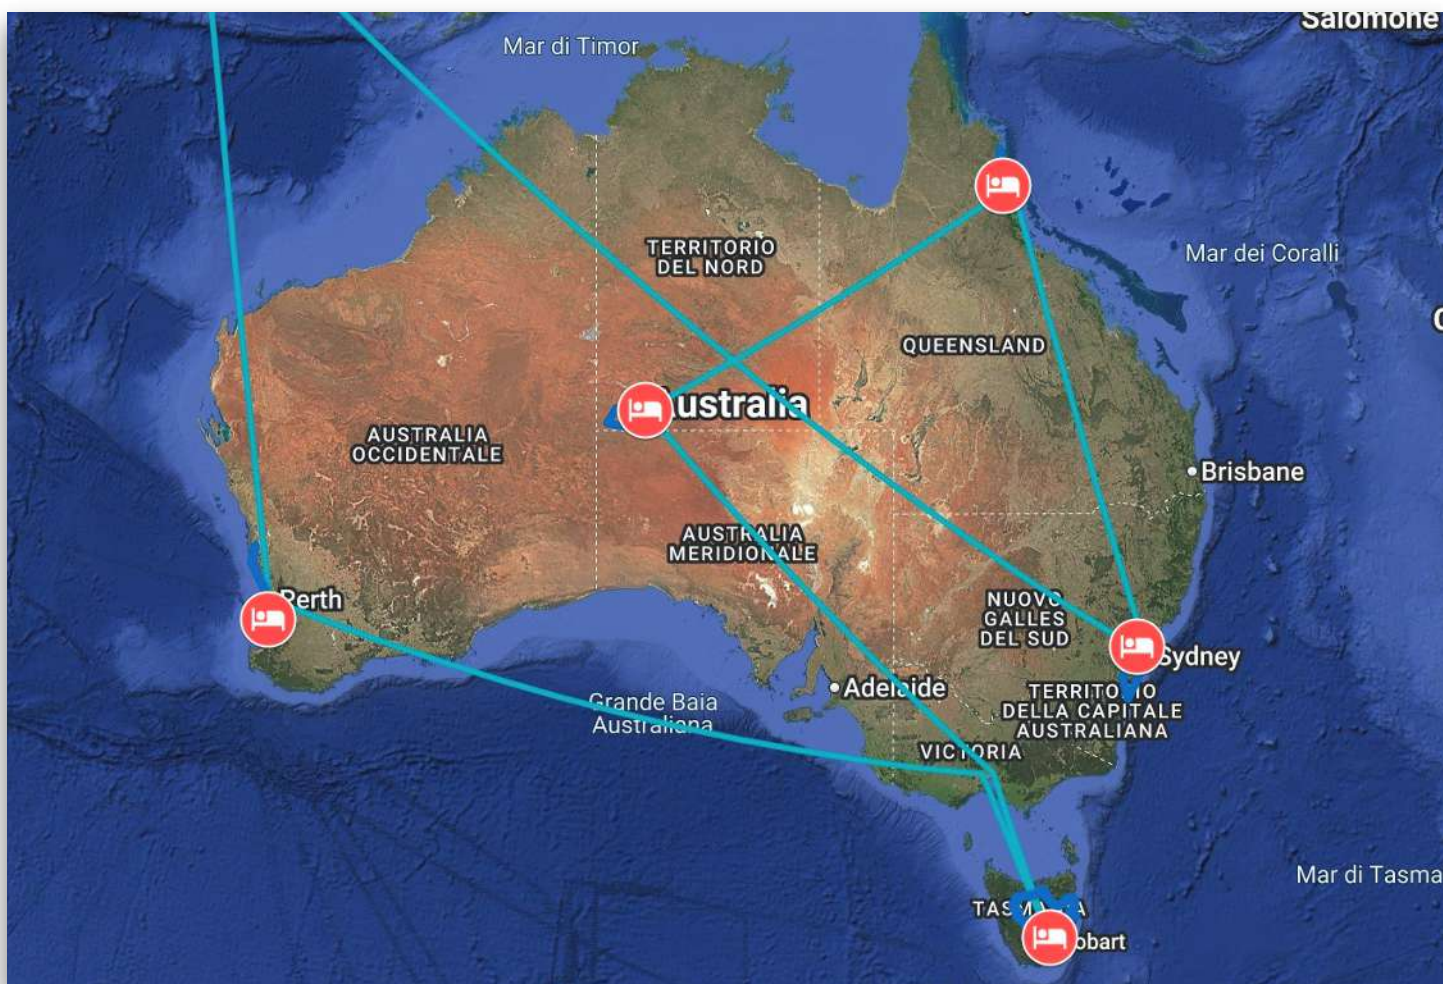 Salomone
Mar di Timor
TERRITORIO
DEL NORD
Mar dei Coralli
QUEENSLAND
Australia
AUSTRALIA
OCCIDENTALE
Brisbane
AUSTRALIA
MERIDIONALE
Perth
NUOVO
GALLES
DEL SUD
Sydney
Adelaide
Grande Baia
Australiana
TERRITORIO
DELLA CAPITALE
AUSTRALIANA
VICTORIA
Mar di Tasma
TASMANIA
obart